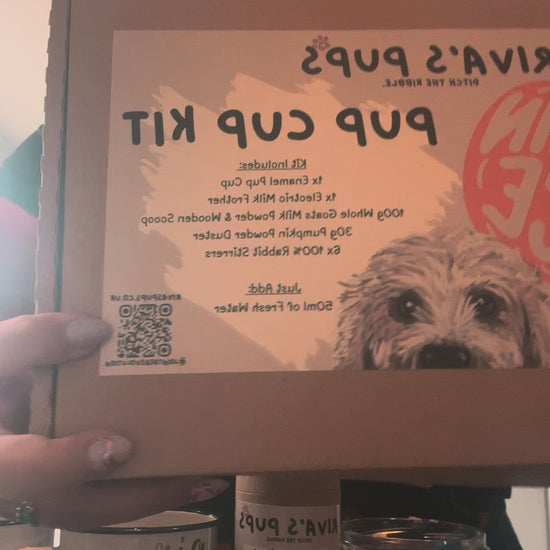 RIVA'S PUPS
DITCH THE KIBBLE.
PUP CUP KIT
Kit Includes:
1x Enamel Pup Cup
1x Electric Milk Frother
100g Whole Goats Milk Powder & Wooden Scoop
30g Pumpkin Powder Duster
6x 100% Rabbit Stirrers
Just Add:
50ml of Fresh Water
RIVASPUPS.CO.UK
@JOINTHEREVOLUTION
RIVA'S PUPS
DITCH THE KIBBLE.